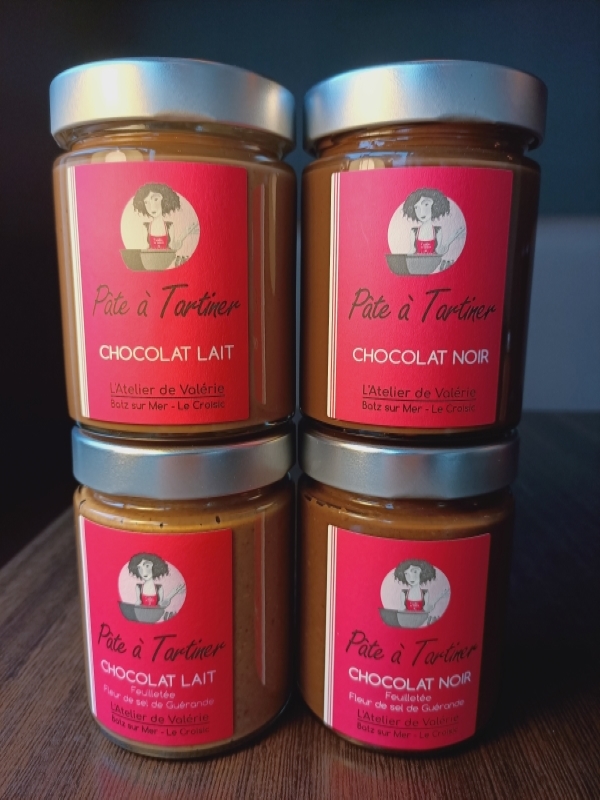 Pâte à Tartiner
CHOCOLAT LAIT
L'Atelier de Valérie
Batz sur Mer - Le Croisic
Pâte à Tartiner
CHOCOLAT NOIR
L'Atelier de Valérie
Batz sur Mer - Le Croisic
Pâte à Tartiner
CHOCOLAT LAIT
Feuilletée
Fleur de sel de Guérande
L'Atelier de Valérie
Batz sur Mer - Le Croisic
Pâte à Tartiner
CHOCOLAT NOIR
Feuilletée
Fleur de sel de Guérande
L'Atelier de Valérie
Batz sur Mer - Le Croisic